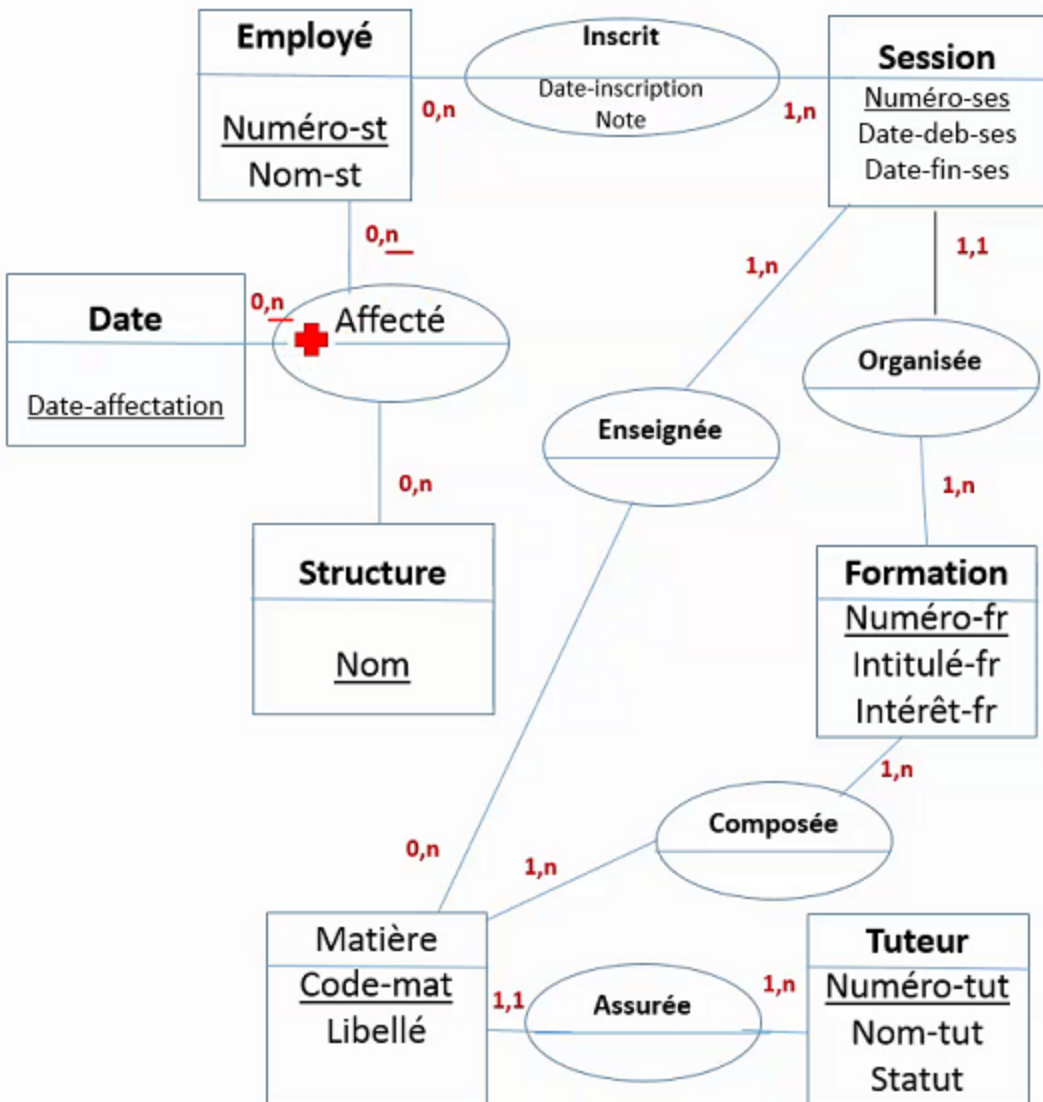 Employé
Numéro-st
Nom-st
0,n
Inscrit
Date-inscription
Note
1,n
Session
Numéro-ses
Date-deb-ses
Date-fin-ses
0,n
1,n
1,1
Date
Date-affectation
0,n
Affecté
Organisée
Enseignée
0,n
1,n
Structure
Nom
Formation
Numéro-fr
Intitulé-fr
Intérêt-fr
1,n
Composée
0,n
1,n
Matière
Code-mat
Libellé
1,1
Assurée
1,n
Tuteur
Numéro-tut
Nom-tut
Statut